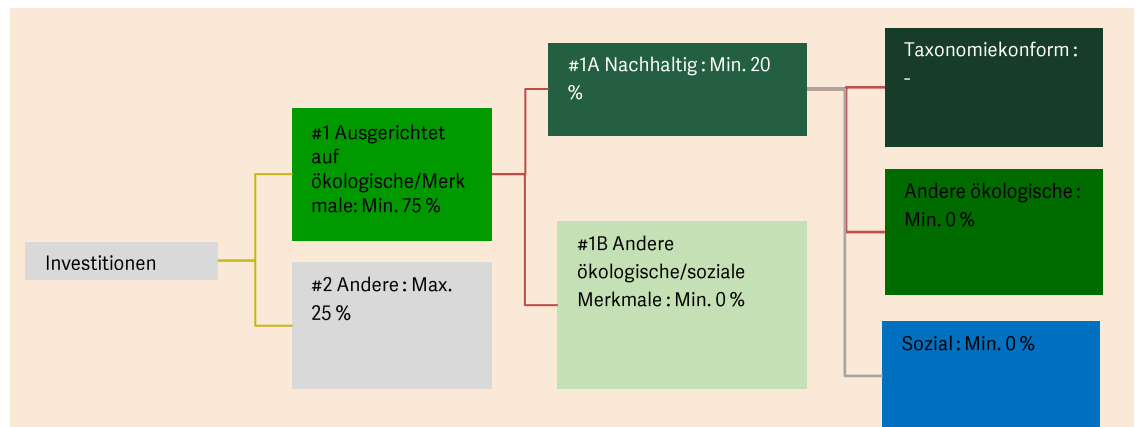 Investitionen
#1 Ausgerichtet
auf
ökologische/Merk
male: Min. 75 %
#2 Andere : Max.
25 %
#1A Nachhaltig : Min. 20
%
#1B Andere
ökologische/soziale
Merkmale : Min. 0 %
Taxonomiekonform :
-
Andere ökologische :
Min. 0 %
Sozial : Min. 0 %